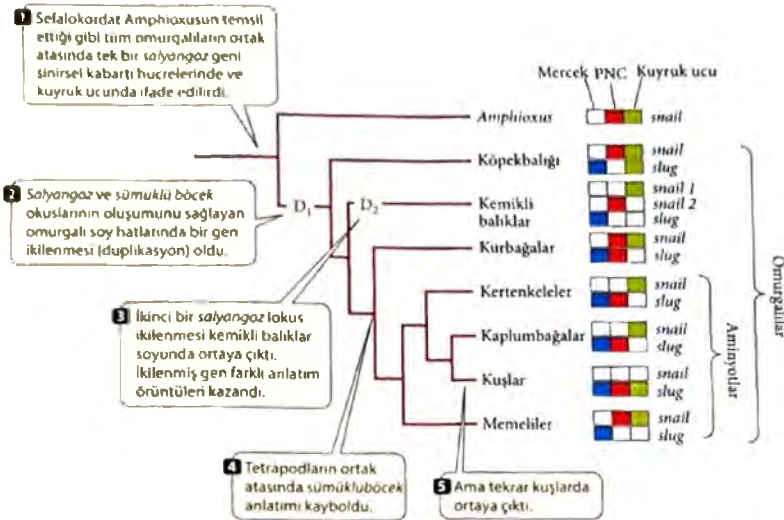 1 Sefalokordat Amphioxusun temsil
ettiği gibi tüm omurgalıların ortak
atasında tek bir salyangoz geni
sinirsel kabartı hücrelerinde ve
kuyruk ucunda ifade edilirdi.
Mercek PNC Kuyruk ucu
Amphioxus
snail
Köpekbalığı
snail
slug
2 Salyangoz ve sümüklü böcek
okuslarının oluşumunu sağlayan
omurgalı soy hatlarında bir gen
ikilenmesi (duplikasyon) oldu.
D1
D2
Kemikli
balıklar
snail 1
snail 2
slug
Kurbağalar
snail
slug
3 İkinci bir salyangoz lokus
ikilenmesi kemikli balıklar
soyunda ortaya çıktı.
İkilenmiş gen farklı anlatım
örüntüleri kazandı.
Kertenkeleler
snail
slug
Kaplumbağalar
snail
slug
Kuşlar
snail
slug
Memeliler
snail
slug
Aminyotlar
Omurgalılar
4 Tetrapodların ortak
atasında sümüklüböcek
anlatımı kayboldu.
5 Ama tekrar kuşlarda
ortaya çıktı.